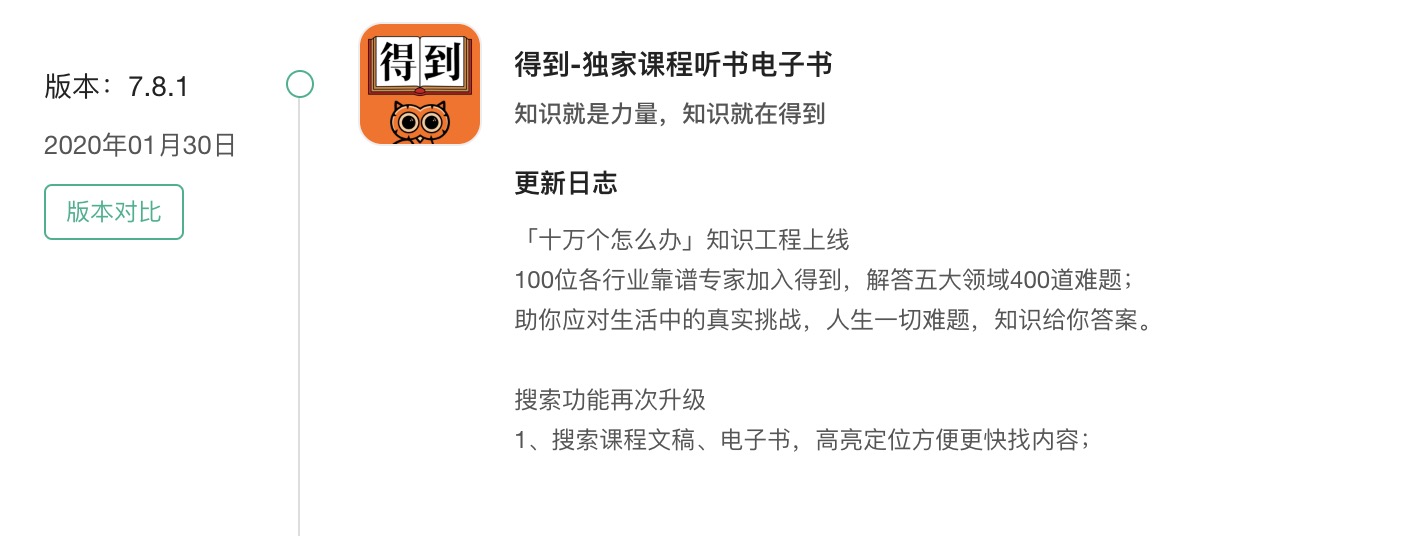 版本：7.8.1
2020年01月30日
版本对比
得到
得到-独家课程听书电子书
知识就是力量，知识就在得到
更新日志
「十万个怎么办」知识工程上线
100位各行业靠谱专家加入得到，解答五大领域400道难题；
助你应对生活中的真实挑战，人生一切难题，知识给你答案。
搜索功能再次升级
1、搜索课程文稿、电子书，高亮定位方便更快找内容；